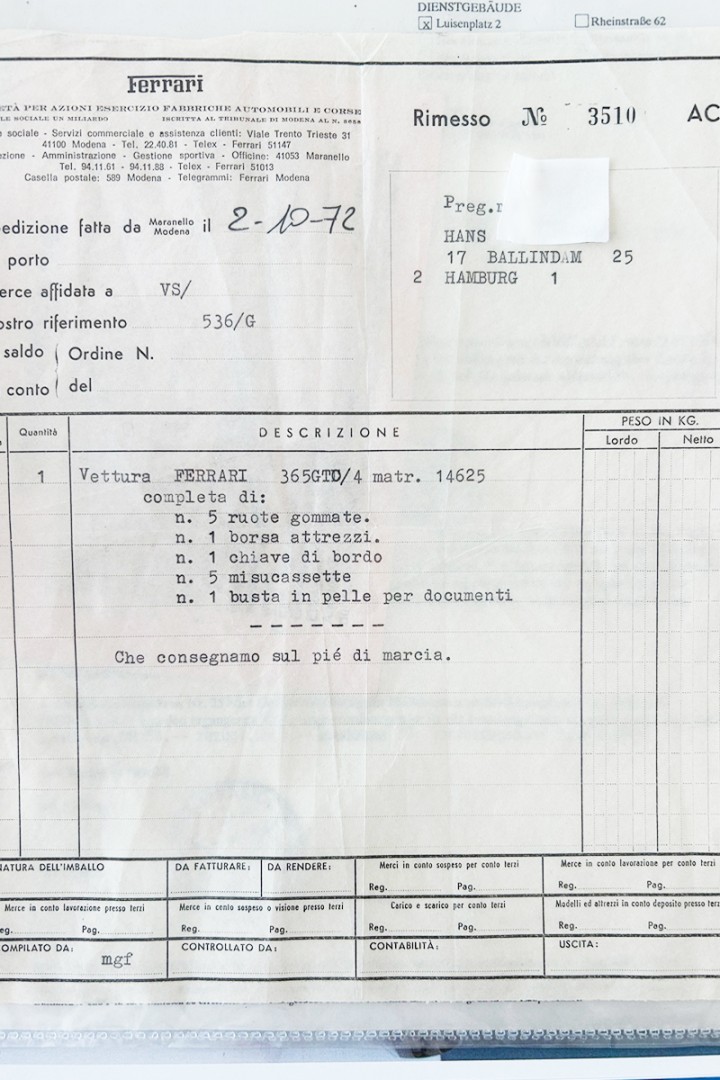 DIENSTGEBÄUDE
x Luisenplatz 2 Rheinstraße 62
Ferrari
PER AZIONI ESERCIZIO FABBRICHE AUTOMOBILI E CORSE
SOCIALE UN MILIARDO ISCRITTA AL TRIBUNALE DI MODENA AL N.
sociale - Servizi commerciale e assistenza clienti: Viale Trento Trieste 31
41100 Modena - Tel. 22.40.81 - Telex - Ferrari 51147
Amministrazione - Gestione sportiva - Officine: 41053 Maranello
Tel. 94.11.61 - 94.11.88 - Telex - Ferrari 51013
Casella postale: 589 Modena - Telegrammi: Ferrari Modena
Rimesso № 3510 AC
edizione fatta da Maranello Modena il 2-10-72
porto
erce affidata a VS/
ostro riferimento 536/G
saldo Ordine N.
conto del
Preg.
HANS
17 BALLINDAM 25
2 HAMBURG 1
Quantità DESCRIZIONE PESO IN KG.
Lordo Netto
1 Vettura FERRARI 365GTC/4 matr. 14625
completa di:
n. 5 ruote gommate.
n. 1 borsa attrezzi.
n. 1 chiave di bordo
n. 5 misucassette
n. 1 busta in pelle per documenti
-------
Che consegnamo sul pié di marcia.
NATURA DELL'IMBALLO DA FATTURARE: DA RENDERE: Merci in conto sospeso per conto terzi Merce in conto lavorazione per conto terzi
Reg. Pag. Reg. Pag.
Merce in conto lavorazione presso terzi Merce in conto sospeso o visione presso terzi Carico e scarico per conto terzi Modelli ed attrezzi in conto deposito presso terz
eg. Pag. Reg. Pag. Reg. Pag. Reg. Pag.
OMPILATO DA: mgf CONTROLLATO DA: CONTABILITÀ: USCITA: